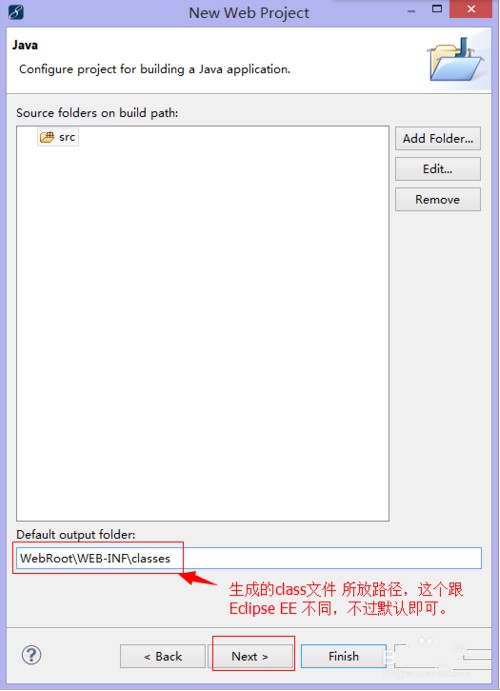 New Web Project
Java
Configure project for building a Java application.
Source folders on build path:
src
Add Folder...
Edit...
Remove
Default output folder:
WebRoot\WEB-INF\classes
生成的class文件 所放路径，这个跟
Eclipse EE 不同，不过默认即可。
< Back
Next >
Finish